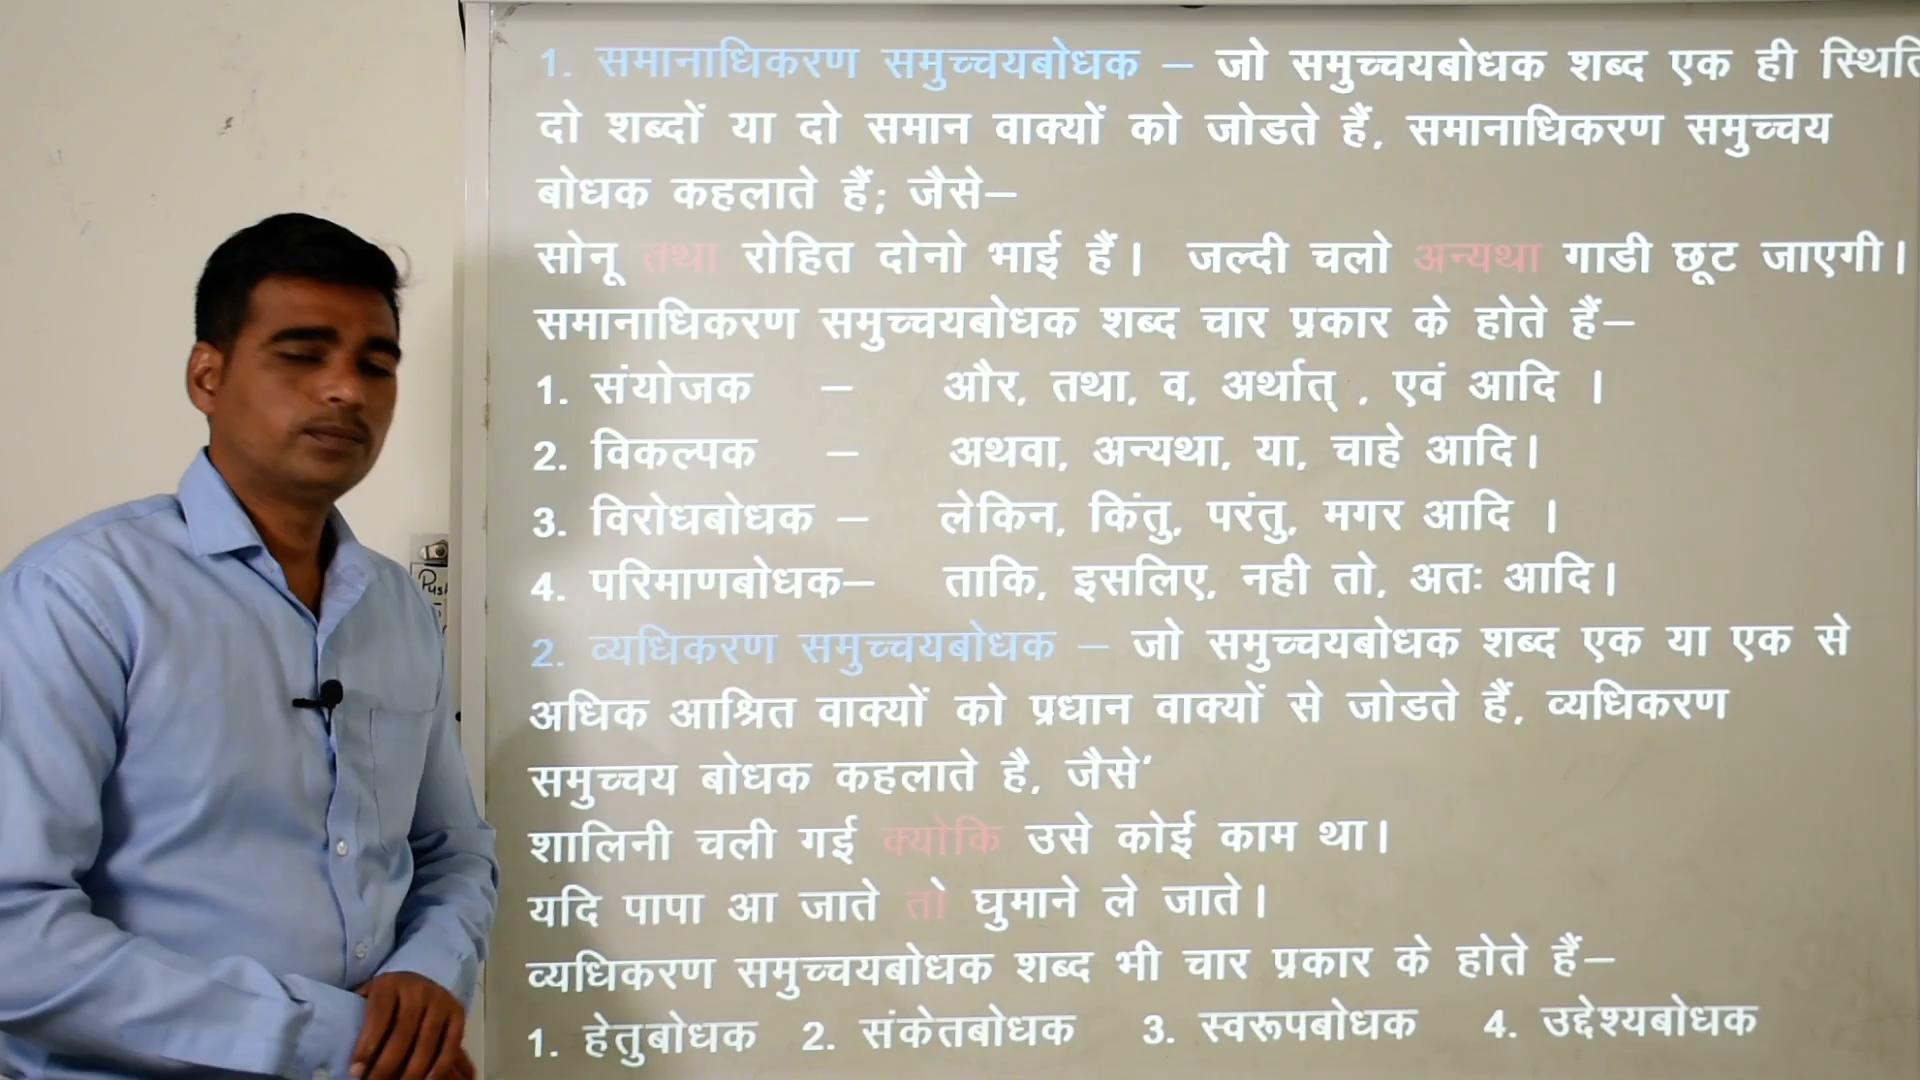 1. समानाधिकरण समुच्चयबोधक – जो समुच्चयबोधक शब्द एक ही
दो शब्दों या दो समान वाक्यों को जोडते हैं, समानाधिकरण समुच्चय
बोधक कहलाते हैं; जैसे–
सोनू तथा रोहित दोनो भाई हैं। जल्दी चलो अन्यथा गाडी छूट जाएगी।
समानाधिकरण समुच्चयबोधक शब्द चार प्रकार के होते हैं–
1. संयोजक – और, तथा, व, अर्थात् , एवं आदि ।
2. विकल्पक – अथवा, अन्यथा, या, चाहे आदि।
3. विरोधबोधक – लेकिन, किंतु, परंतु, मगर आदि ।
4. परिमाणबोधक– ताकि, इसलिए, नही तो, अतः आदि।
2. व्यधिकरण समुच्चयबोधक – जो समुच्चयबोधक शब्द एक या एक से
अधिक आश्रित वाक्यों को प्रधान वाक्यों से जोडते हैं, व्यधिकरण
समुच्चय बोधक कहलाते है, जैसे'
शालिनी चली गई क्योकि उसे कोई काम था।
यदि पापा आ जाते तो घुमाने ले जाते।
व्यधिकरण समुच्चयबोधक शब्द भी चार प्रकार के होते हैं–
1. हेतुबोधक 2. संकेतबोधक 3. स्वरूपबोधक 4. उद्देश्यबोधक